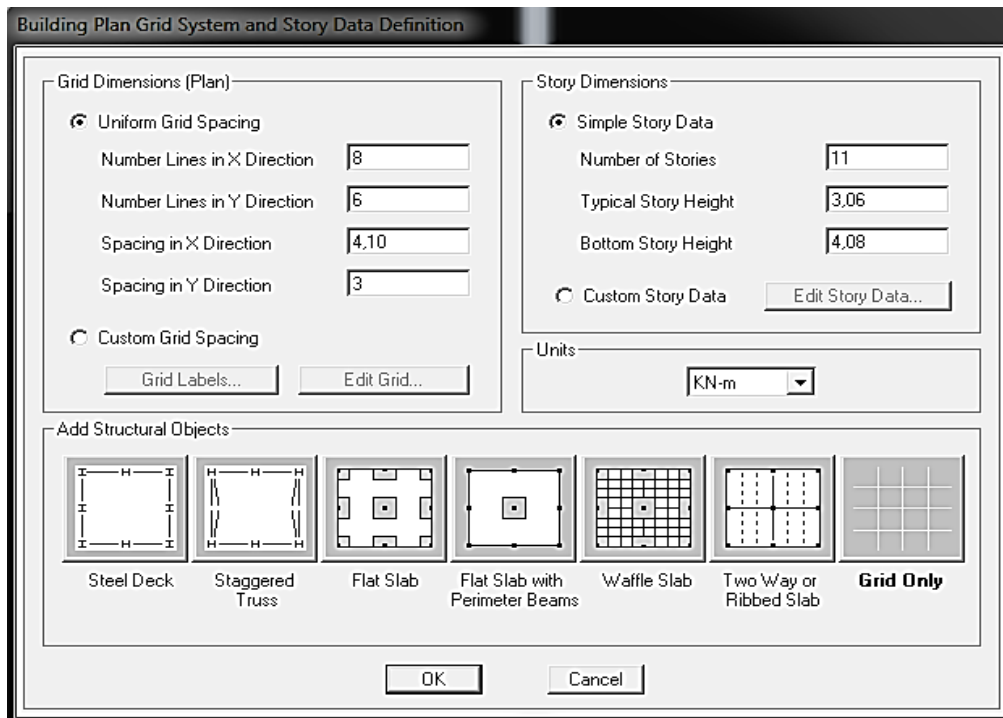 Building Plan Grid System and Story Data Definition
Grid Dimensions (Plan)
Uniform Grid Spacing
Number Lines in X Direction 8
Number Lines in Y Direction 6
Spacing in X Direction 4,10
Spacing in Y Direction 3
Custom Grid Spacing
Grid Labels... Edit Grid...
Story Dimensions
Simple Story Data
Number of Stories 11
Typical Story Height 3,06
Bottom Story Height 4,08
Custom Story Data Edit Story Data...
Units
KN-m
Add Structural Objects
Steel Deck
Staggered
Truss
Flat Slab
Flat Slab with
Perimeter Beams
Waffle Slab
Two Way or
Ribbed Slab
Grid Only
OK Cancel